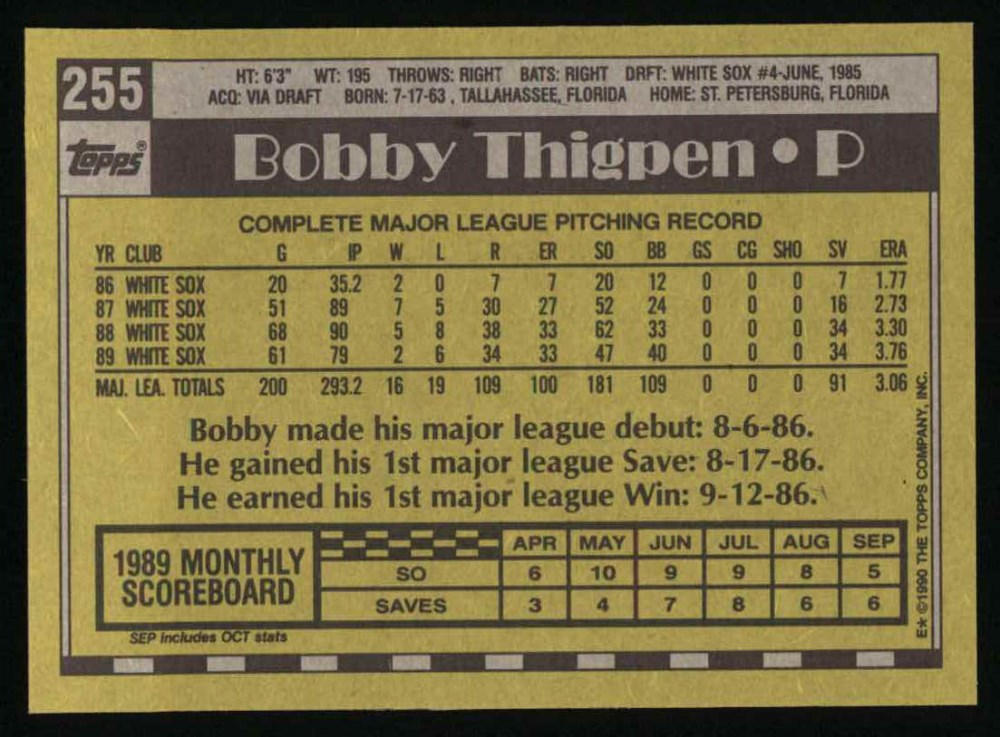 255
HT: 6'3" WT: 195 THROWS: RIGHT BATS: RIGHT DRFT: WHITE SOX #4-JUNE, 1985
ACQ: VIA DRAFT BORN: 7-17-63, TALLAHASSEE, FLORIDA HOME: ST. PETERSBURG, FLORIDA
Topps®
Bobby Thigpen • P
COMPLETE MAJOR LEAGUE PITCHING RECORD
YR CLUB G IP W L R ER SO BB GS CG SHO SV ERA
86 WHITE SOX 20 35.2 2 0 7 7 20 12 0 0 0 7 1.77
87 WHITE SOX 51 89 7 5 30 27 52 24 0 0 0 16 2.73
88 WHITE SOX 68 90 5 8 38 33 62 33 0 0 0 34 3.30
89 WHITE SOX 61 79 2 6 34 33 47 40 0 0 0 34 3.76
MAJ. LEA. TOTALS 200 293.2 16 19 109 100 181 109 0 0 0 91 3.06
Bobby made his major league debut: 8-6-86.
He gained his 1st major league Save: 8-17-86.
He earned his 1st major league Win: 9-12-86.
1989 MONTHLY
SCOREBOARD
APR MAY JUN JUL AUG SEP
SO 6 10 9 9 8 5
SAVES 3 4 7 8 6 6
SEP includes OCT stats
E* ©1990 THE TOPPS COMPANY, INC.